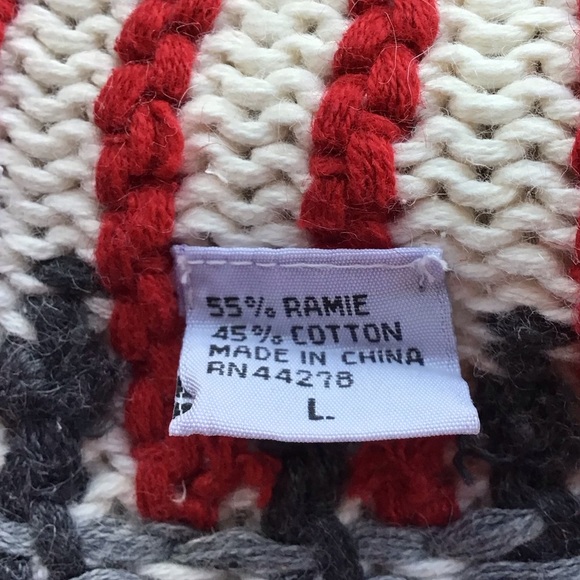 55% RAMIE
45% COTTON
MADE IN CHINA
RN44278
L.